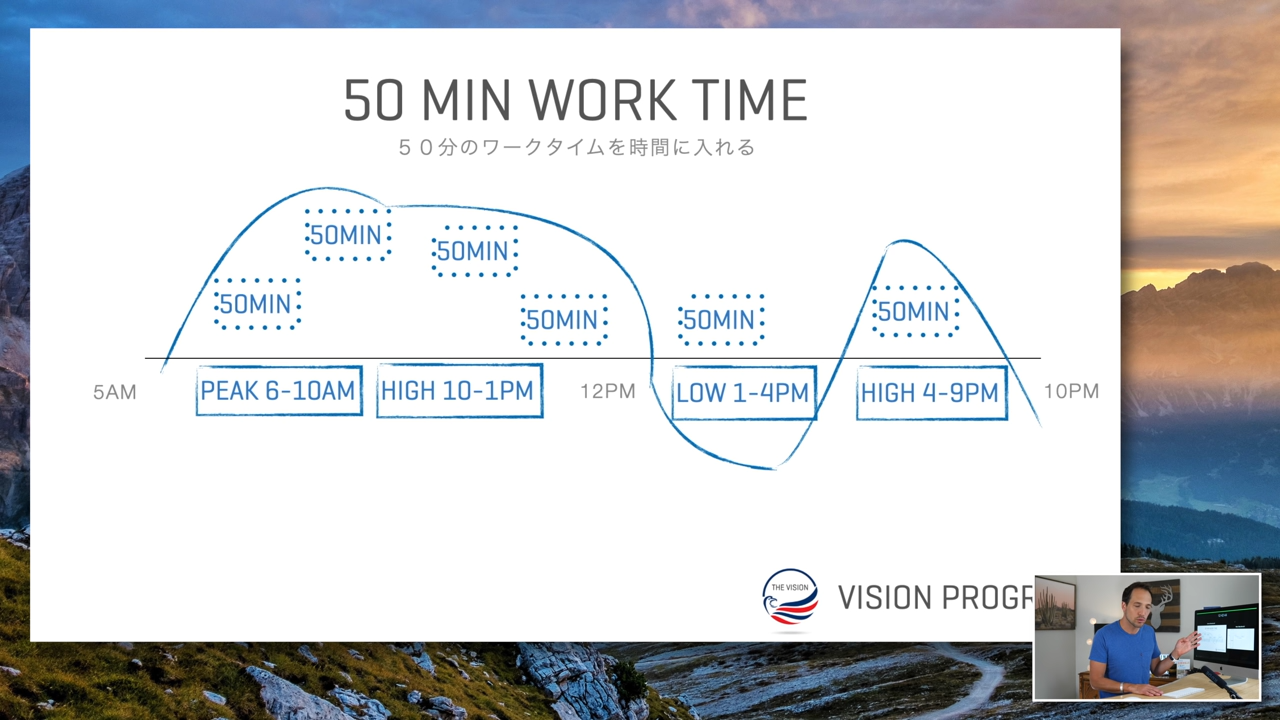 50 MIN WORK TIME
５０分のワークタイムを時間に入れる
50MIN
50MIN
50MIN
50MIN
50MIN
50MIN
5AM
PEAK 6-10AM
HIGH 10-1PM
12PM
LOW 1-4PM
HIGH 4-9PM
10PM
THE VISION
VISION PROGR